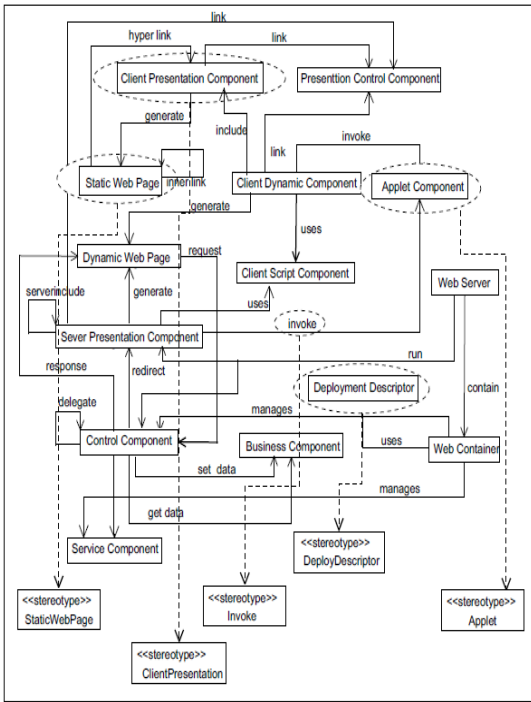 link
hyper link
link
Client Presentation Component
Presenttion Control Component
generate
include
link
invoke
Static Web Page
innerlink
Client Dynamic Component
Applet Component
generate
Dynamic Web Page
request
uses
Client Script Component
Web Server
serverinclude
generate
uses
invoke
Sever Presentation Component
response
redirect
run
Deployment Descriptor
contain
delegate
manages
Control Component
Business Component
uses
Web Container
set data
manages
get data
Service Component
<<stereotype>>
DeployDescriptor
<<stereotype>>
StaticWebPage
<<stereotype>>
Invoke
<<stereotype>>
Applet
<<stereotype>>
ClientPresentation